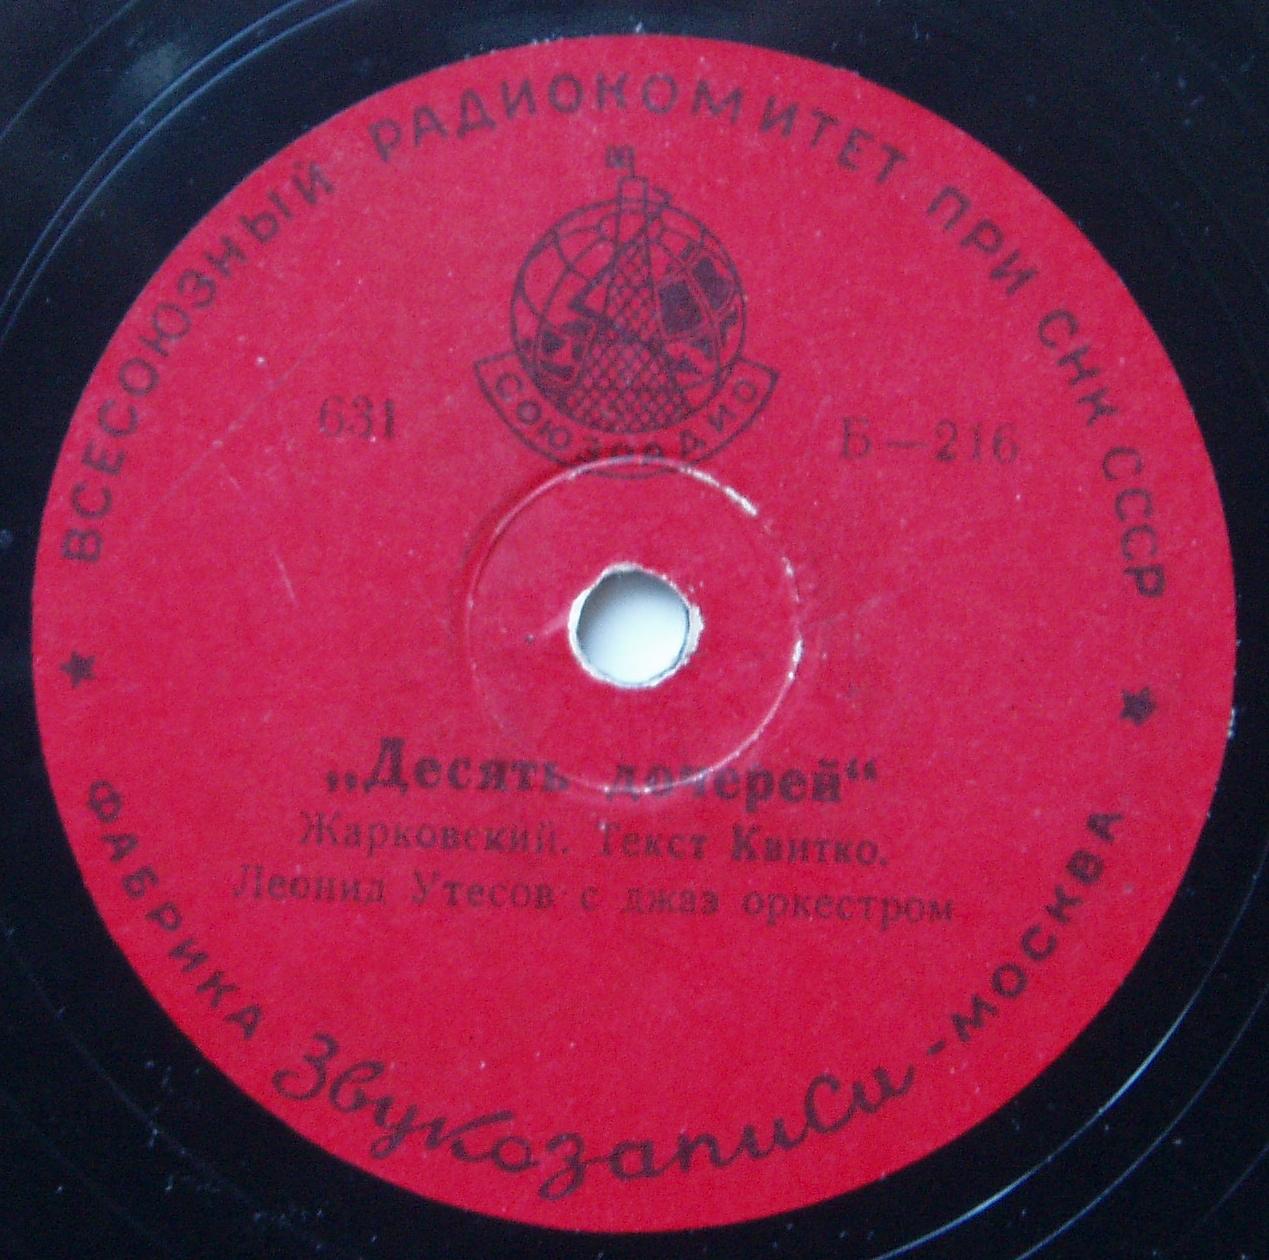 ВСЕСОЮЗНЫЙ РАДИОКОМИТЕТ ПРИ СНК СССР
СОЮЗРАДИО
631
Б—216
„Десять дочерей“
Жарковский. Текст Квитко.
Леонид Утесов с джаз оркестром
ФАБРИКА Звукозаписи-МОСКВА